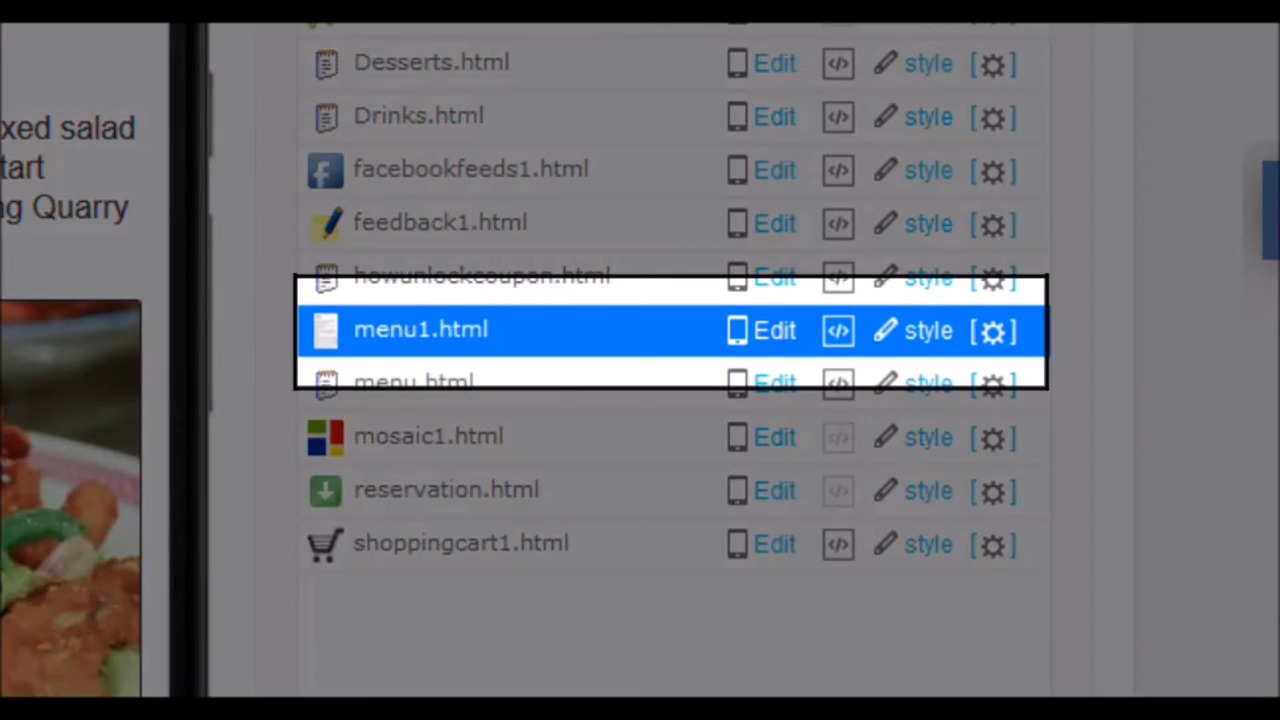 xed salad
tart
ng Quarry
Desserts.html Edit </> style [ ]
Drinks.html Edit </> style [ ]
facebookfeeds1.html Edit </> style [ ]
feedback1.html Edit </> style [ ]
howunlockcoupon.html Edit </> style [ ]
menu1.html Edit </> style [ ]
menu.html Edit </> style [ ]
mosaic1.html Edit </> style [ ]
reservation.html Edit </> style [ ]
shoppingcart1.html Edit </> style [ ]